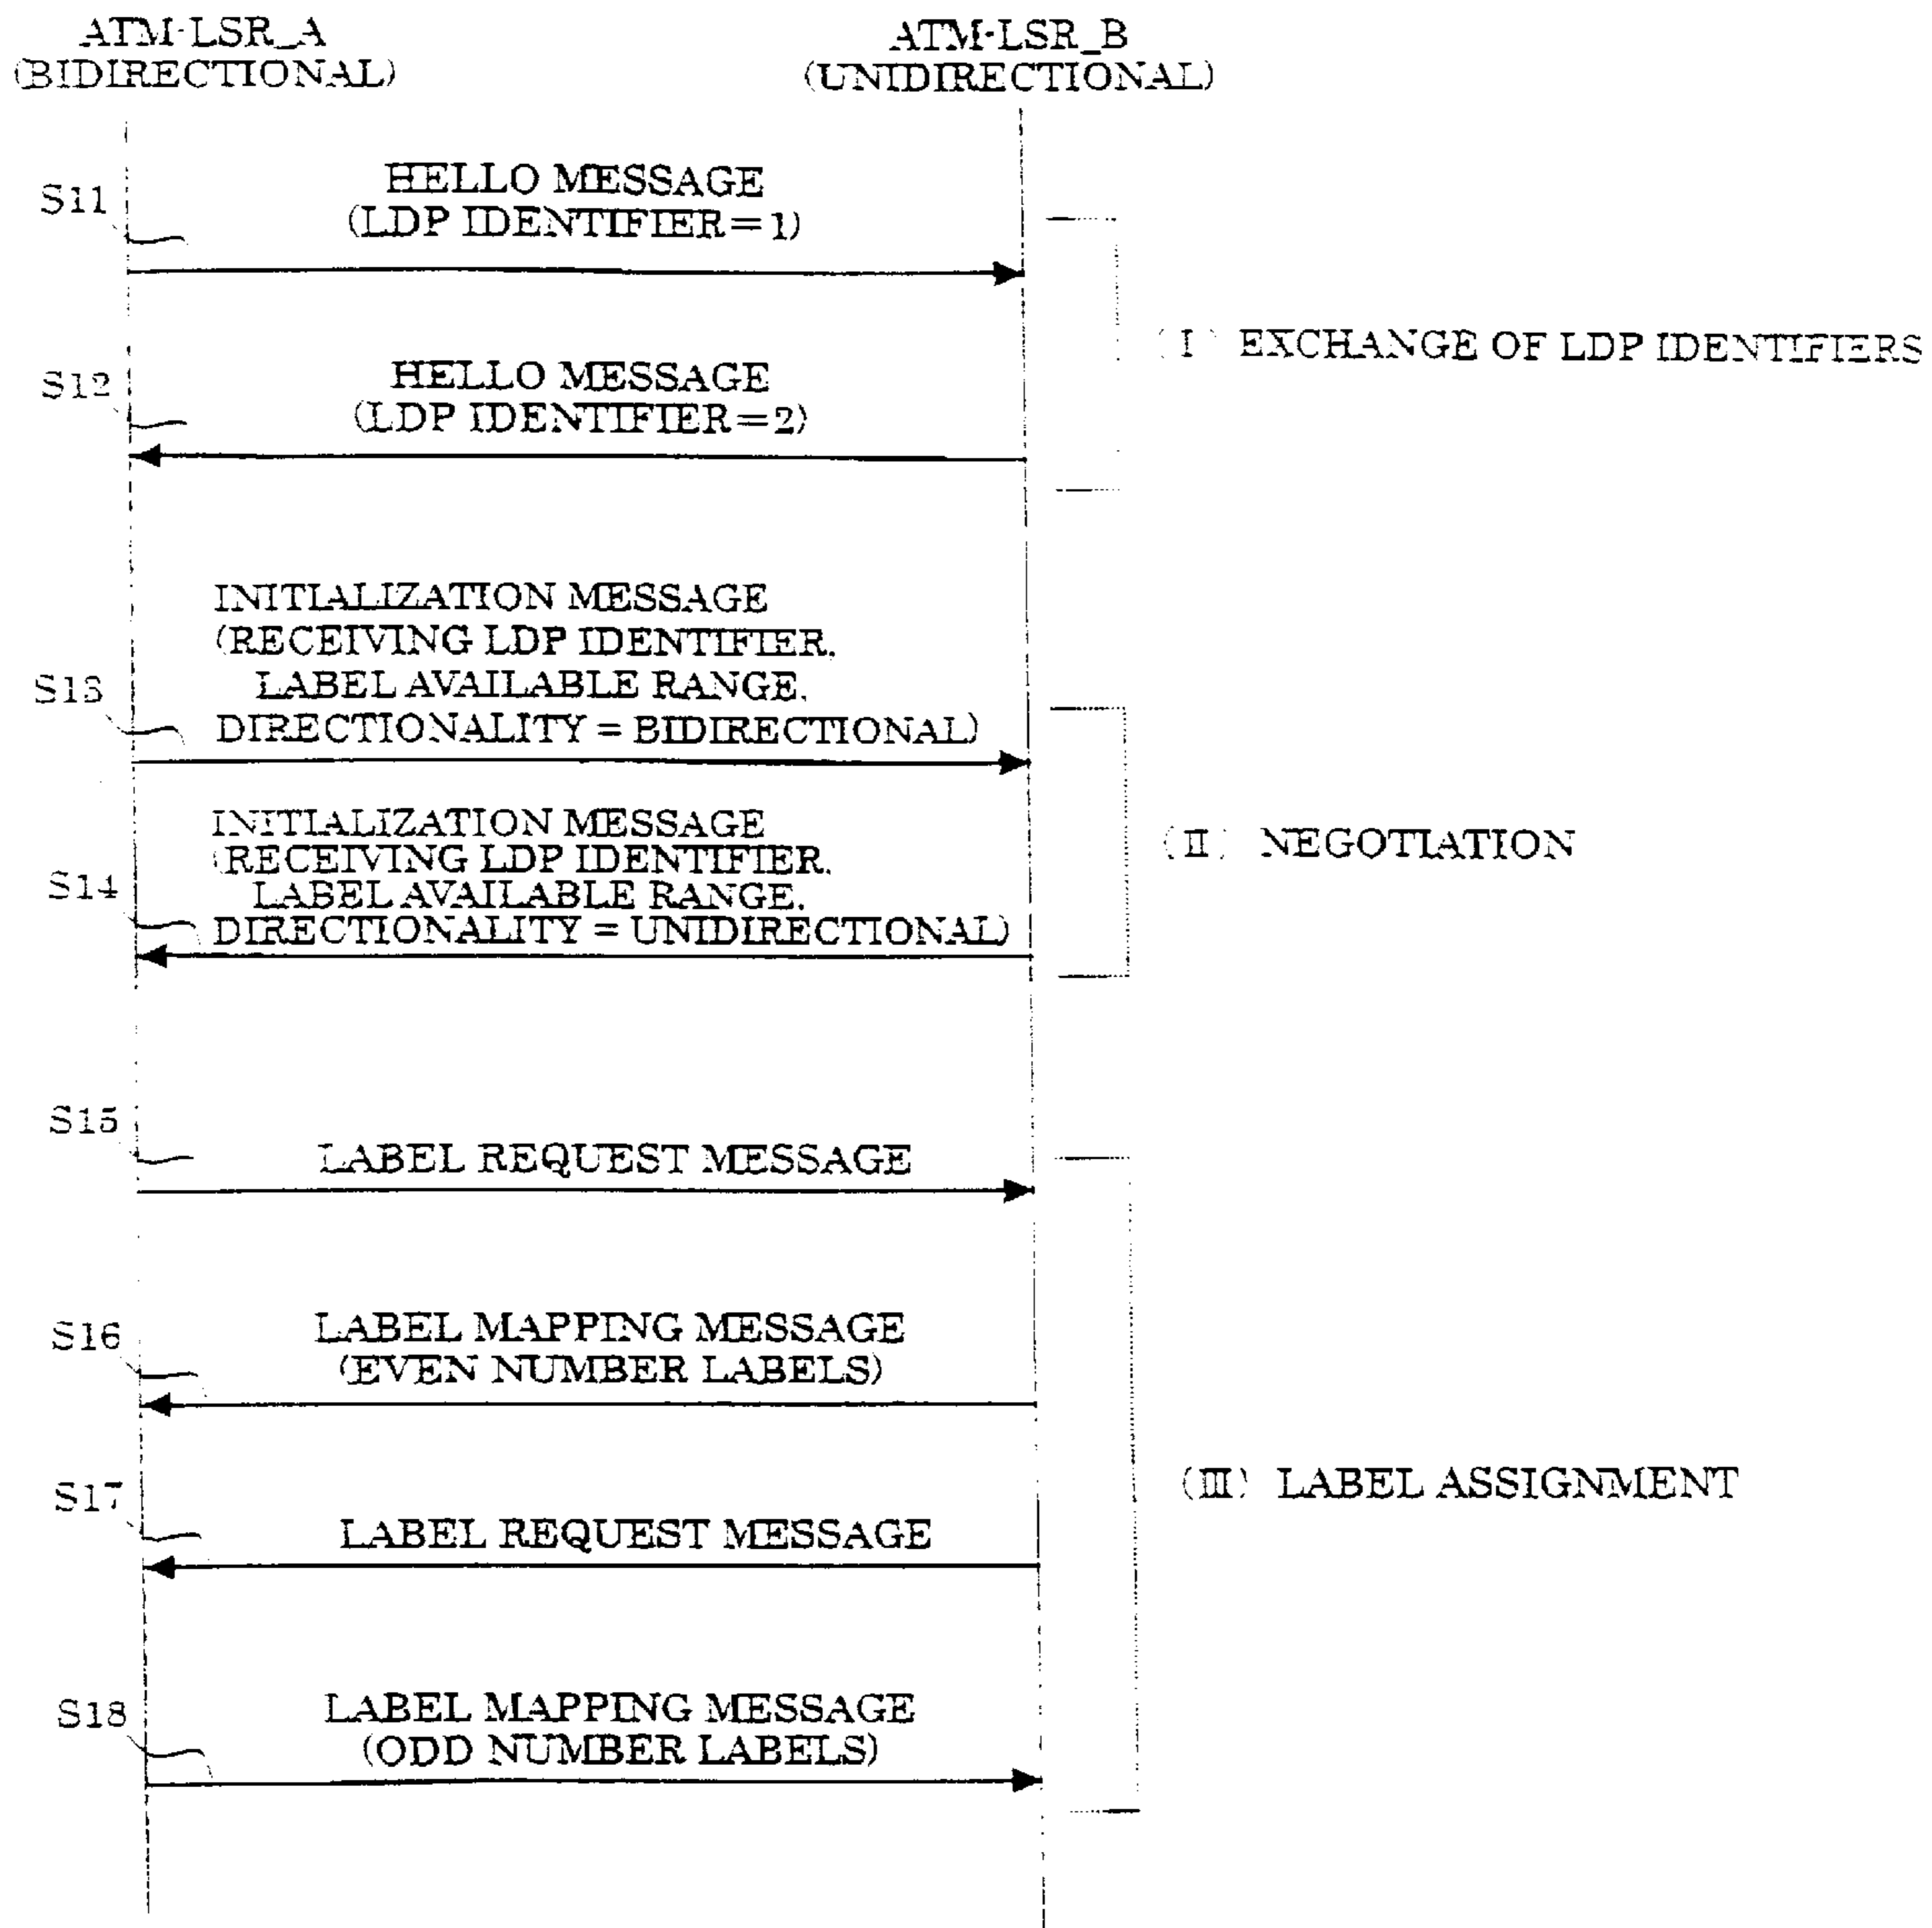 ATM-LSR_A
(BIDIRECTIONAL)
ATM-LSR_B
(UNIDIRECTIONAL)
S11
HELLO MESSAGE
(LDP IDENTIFIER=1)
(I) EXCHANGE OF LDP IDENTIFIERS
S12
HELLO MESSAGE
(LDP IDENTIFIER=2)
S13
INITIALIZATION MESSAGE
(RECEIVING LDP IDENTIFIER,
LABEL AVAILABLE RANGE,
DIRECTIONALITY = BIDIRECTIONAL)
(II) NEGOTIATION
S14
INITIALIZATION MESSAGE
(RECEIVING LDP IDENTIFIER,
LABEL AVAILABLE RANGE,
DIRECTIONALITY = UNIDIRECTIONAL)
S15
LABEL REQUEST MESSAGE
S16
LABEL MAPPING MESSAGE
(EVEN NUMBER LABELS)
(III) LABEL ASSIGNMENT
S17
LABEL REQUEST MESSAGE
S18
LABEL MAPPING MESSAGE
(ODD NUMBER LABELS)